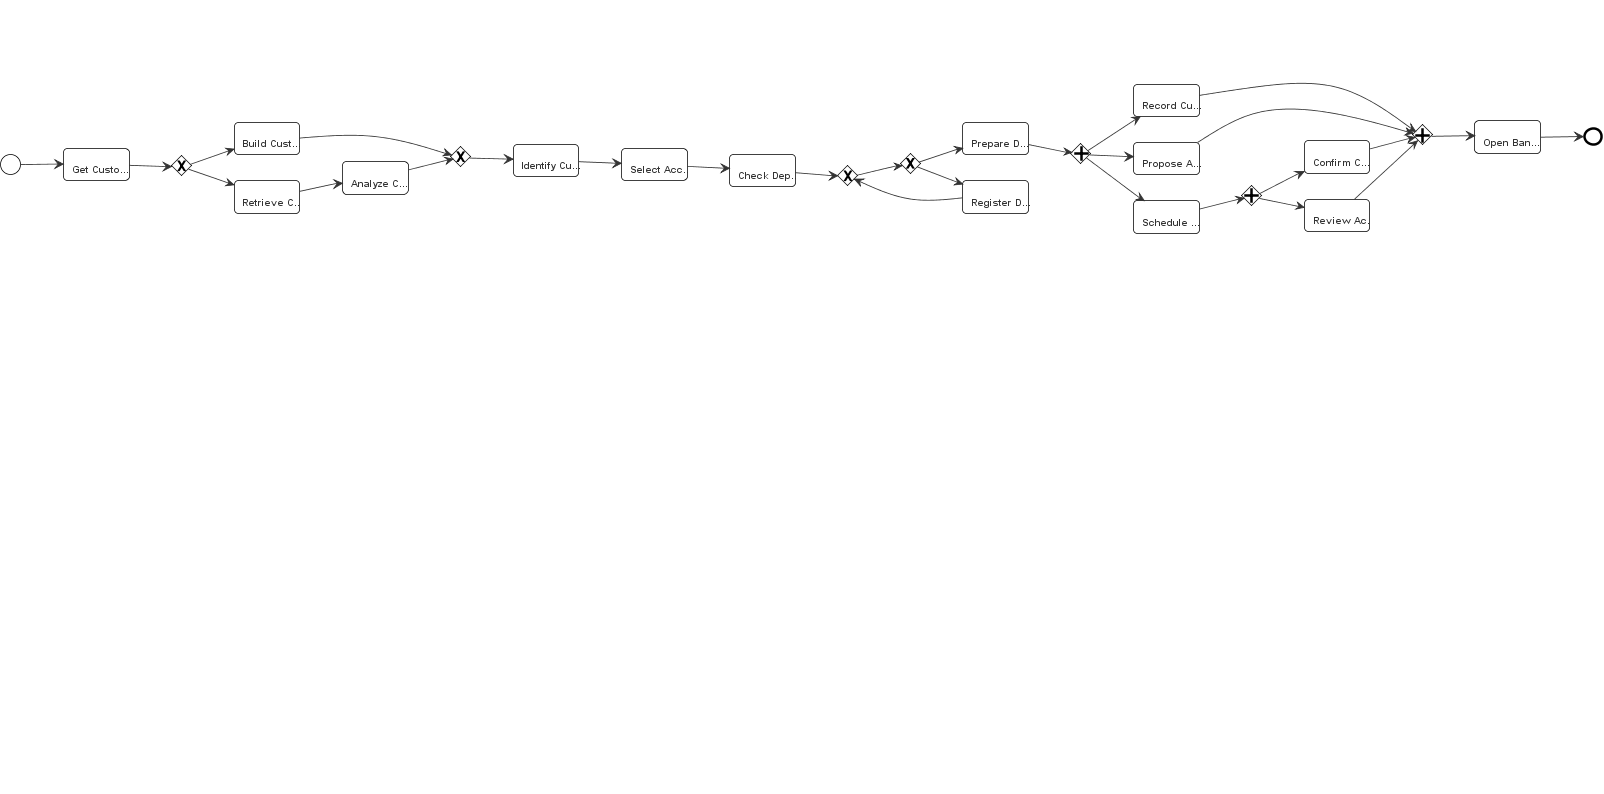 Get Custo...
Build Cust...
Retrieve C...
Analyze C...
Identify Cu...
Select Acc...
Check Dep...
Prepare D...
Register D...
Record Cu...
Propose A...
Schedule ...
Confirm C...
Review Ac...
Open Ban...